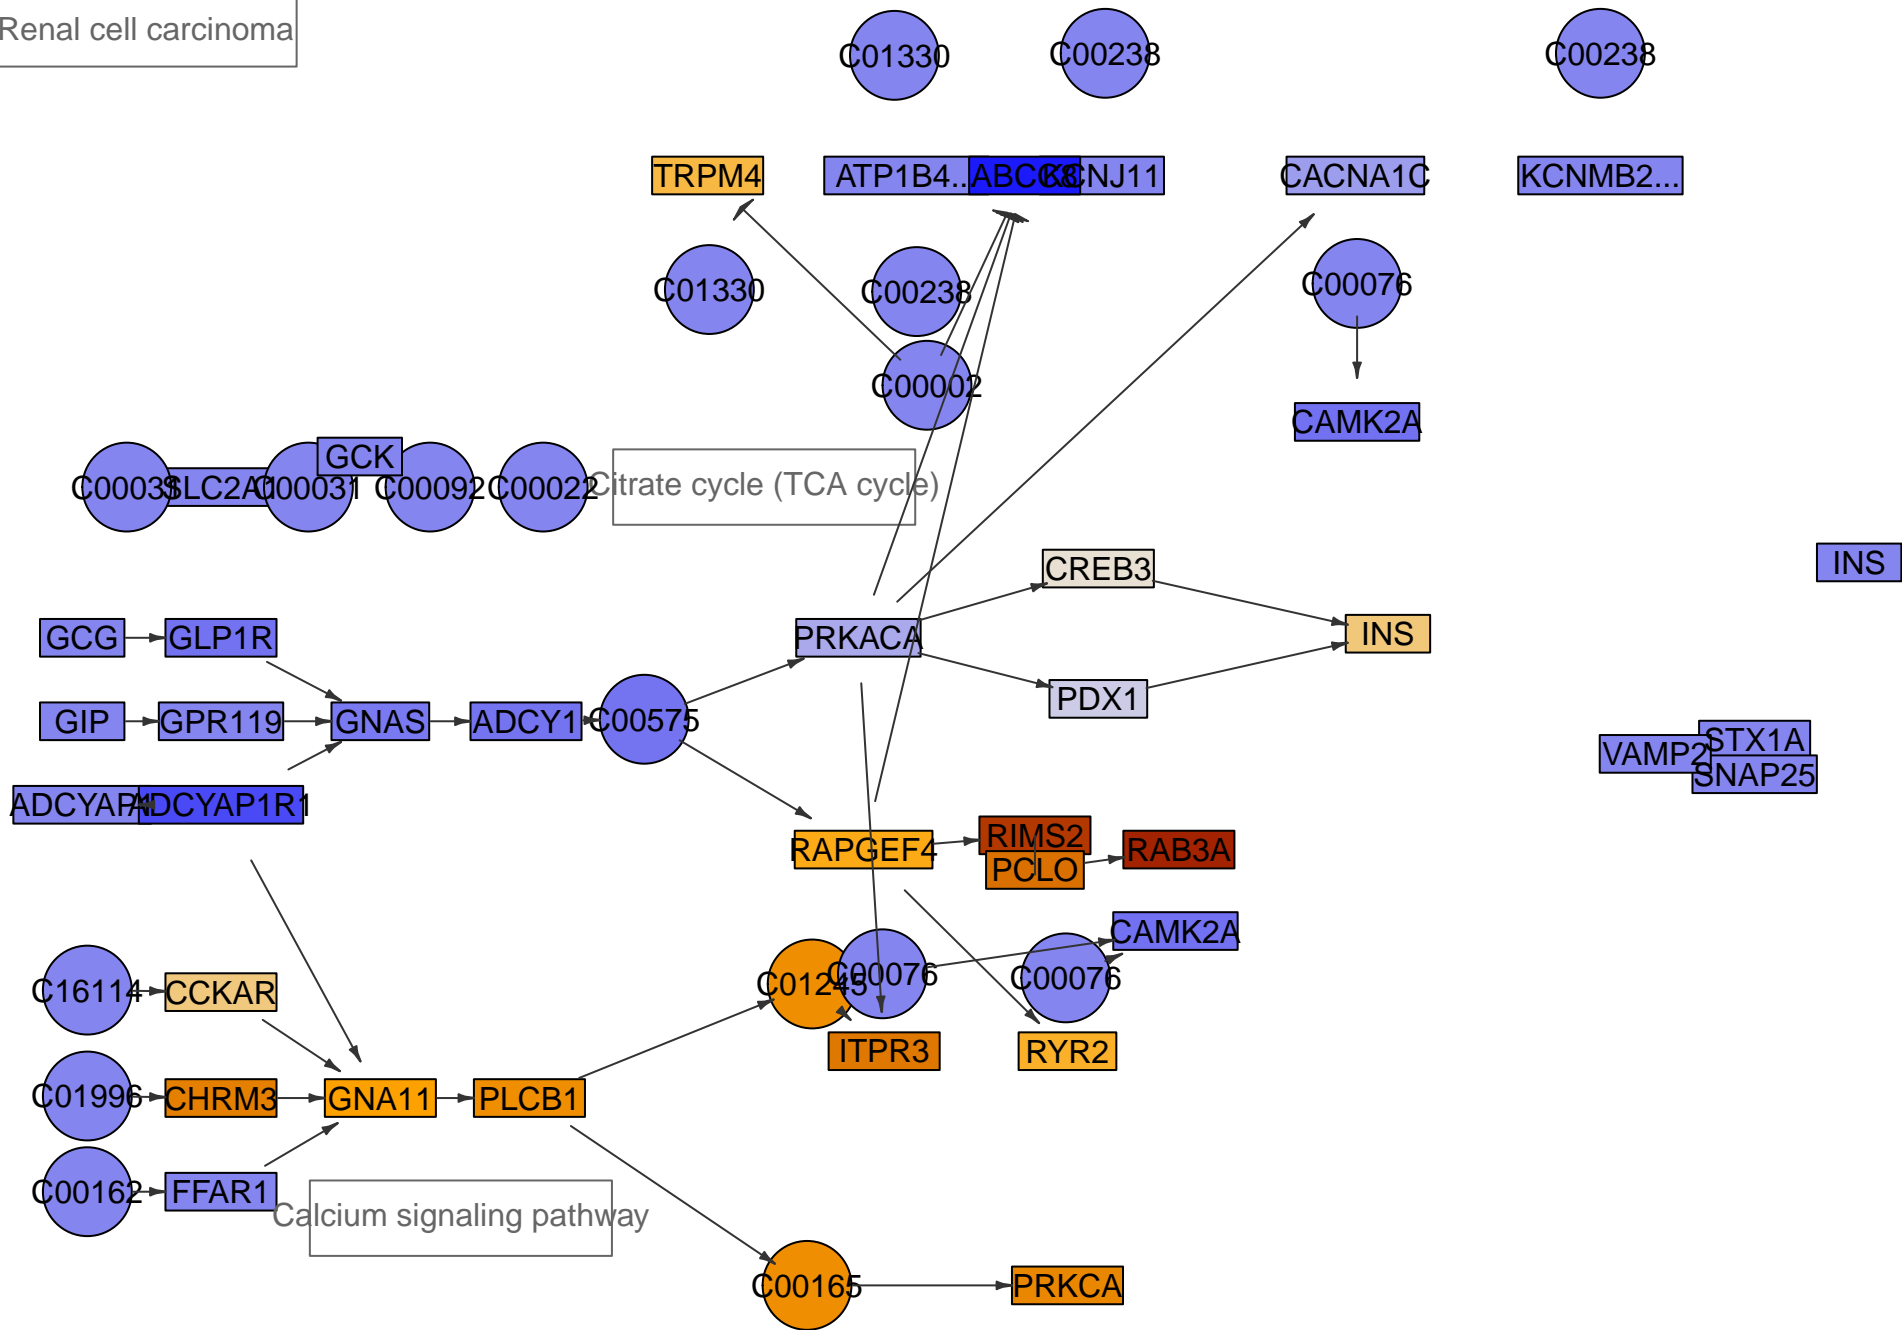 Renal cell carcinoma
C01330
C00238
C00238
TRPM4
ATP1B4...
ABCC8
KCNJ11
CACNA1C
KCNMB2...
C01330
C00238
C00076
C00002
CAMK2A
GCK
C00031
SLC2A1
C00031
C00092
C00022
Citrate cycle (TCA cycle)
CREB3
INS
GCG
GLP1R
PRKACA
INS
PDX1
GIP
GPR119
GNAS
ADCY1
C00575
STX1A
VAMP2
SNAP25
ADCYAP1
ADCYAP1R1
RAPGEF4
RIMS2
RAB3A
PCLO
CAMK2A
C16114
CCKAR
C01245
C00076
C00076
ITPR3
RYR2
C01996
CHRM3
GNA11
PLCB1
C00162
FFAR1
Calcium signaling pathway
C00165
PRKCA